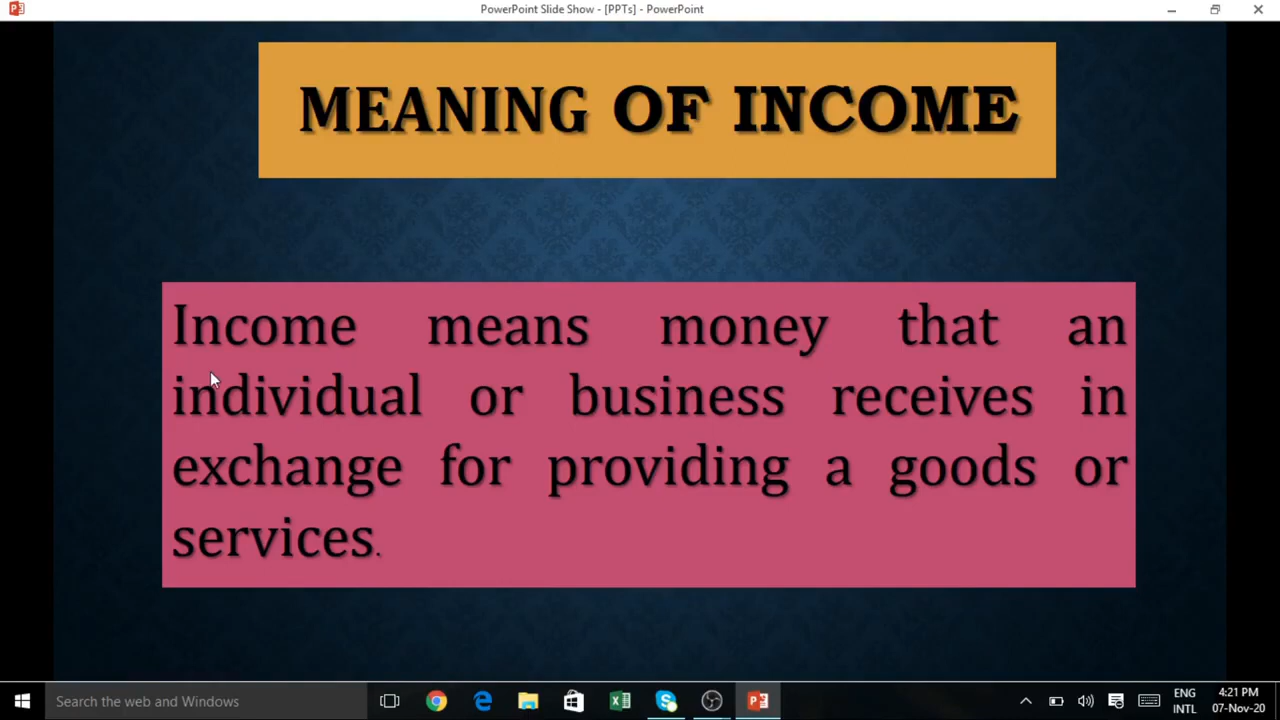 PowerPoint Slide Show - [PPTs] - PowerPoint
MEANING OF INCOME
Income means money that an
individual or business receives in
exchange for providing a goods or
services.
Search the web and Windows
ENG
INTL
4:21 PM
07-Nov-20